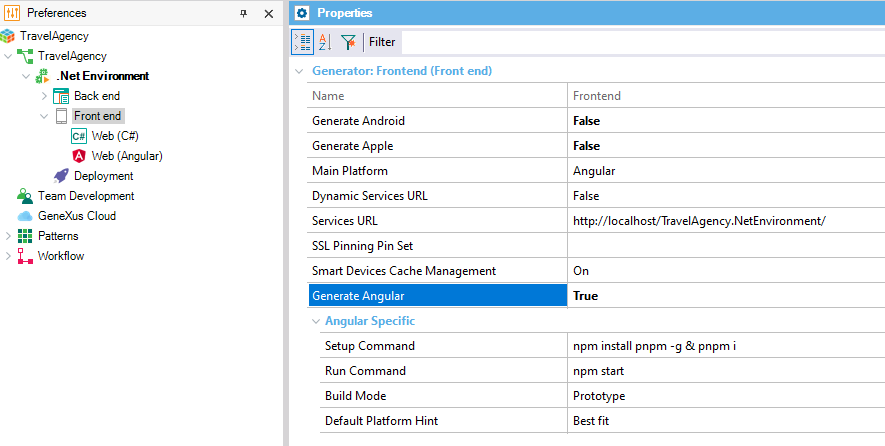 Preferences
TravelAgency
TravelAgency
.Net Environment
Back end
Front end
C# Web (C#)
Web (Angular)
Deployment
Team Development
GeneXus Cloud
Patterns
Workflow
Properties
A Z Filter
Generator: Frontend (Front end)
Name Frontend
Generate Android False
Generate Apple False
Main Platform Angular
Dynamic Services URL False
Services URL http://localhost/TravelAgency.NetEnvironment/
SSL Pinning Pin Set
Smart Devices Cache Management On
Generate Angular True
Angular Specific
Setup Command npm install pnpm -g & pnpm i
Run Command npm start
Build Mode Prototype
Default Platform Hint Best fit